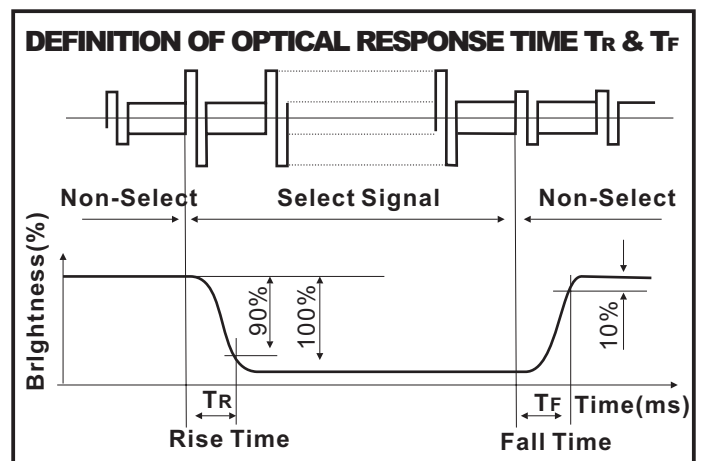 DEFINITION OF OPTICAL RESPONSE TIME TR & TF
Non-Select
Select Signal
Non-Select
BrIghtness(%)
90%
100%
10%
TR
TF
Time(ms)
Rise Time
Fall Time